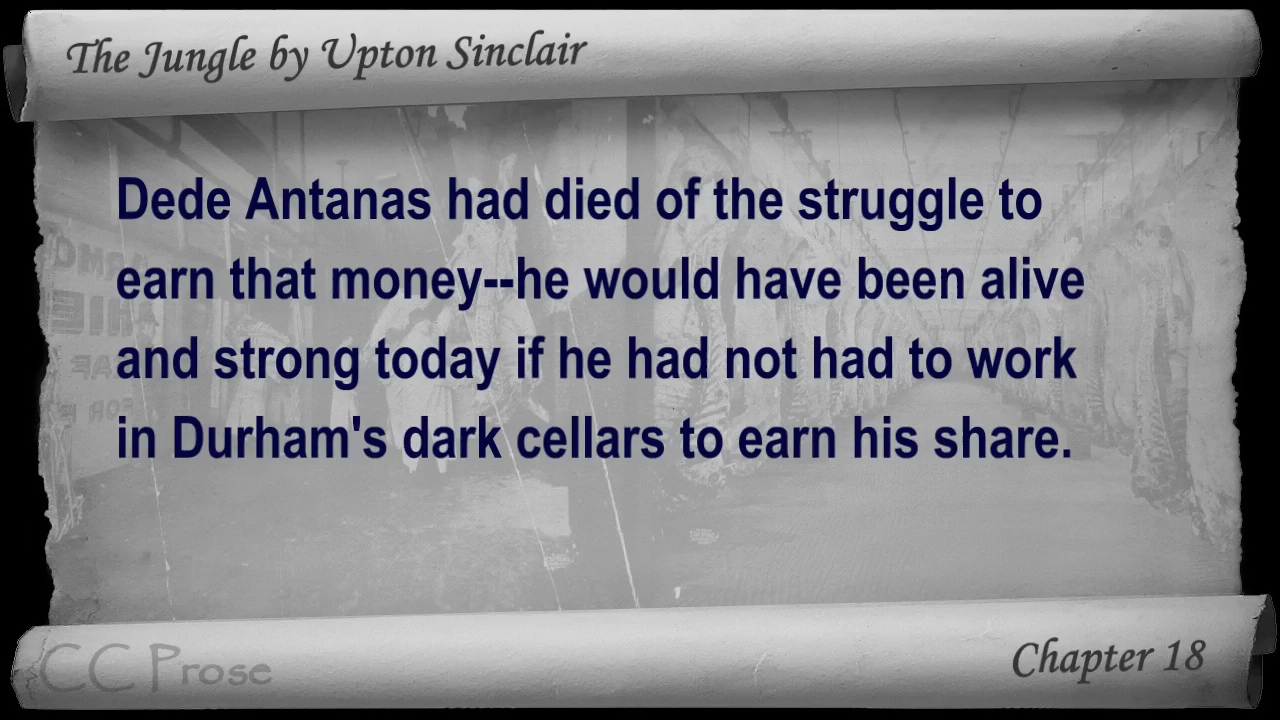 The Jungle by Upton Sinclair
Dede Antanas had died of the struggle to
earn that money--he would have been alive
and strong today if he had not had to work
in Durham's dark cellars to earn his share.
CC Prose
Chapter 18